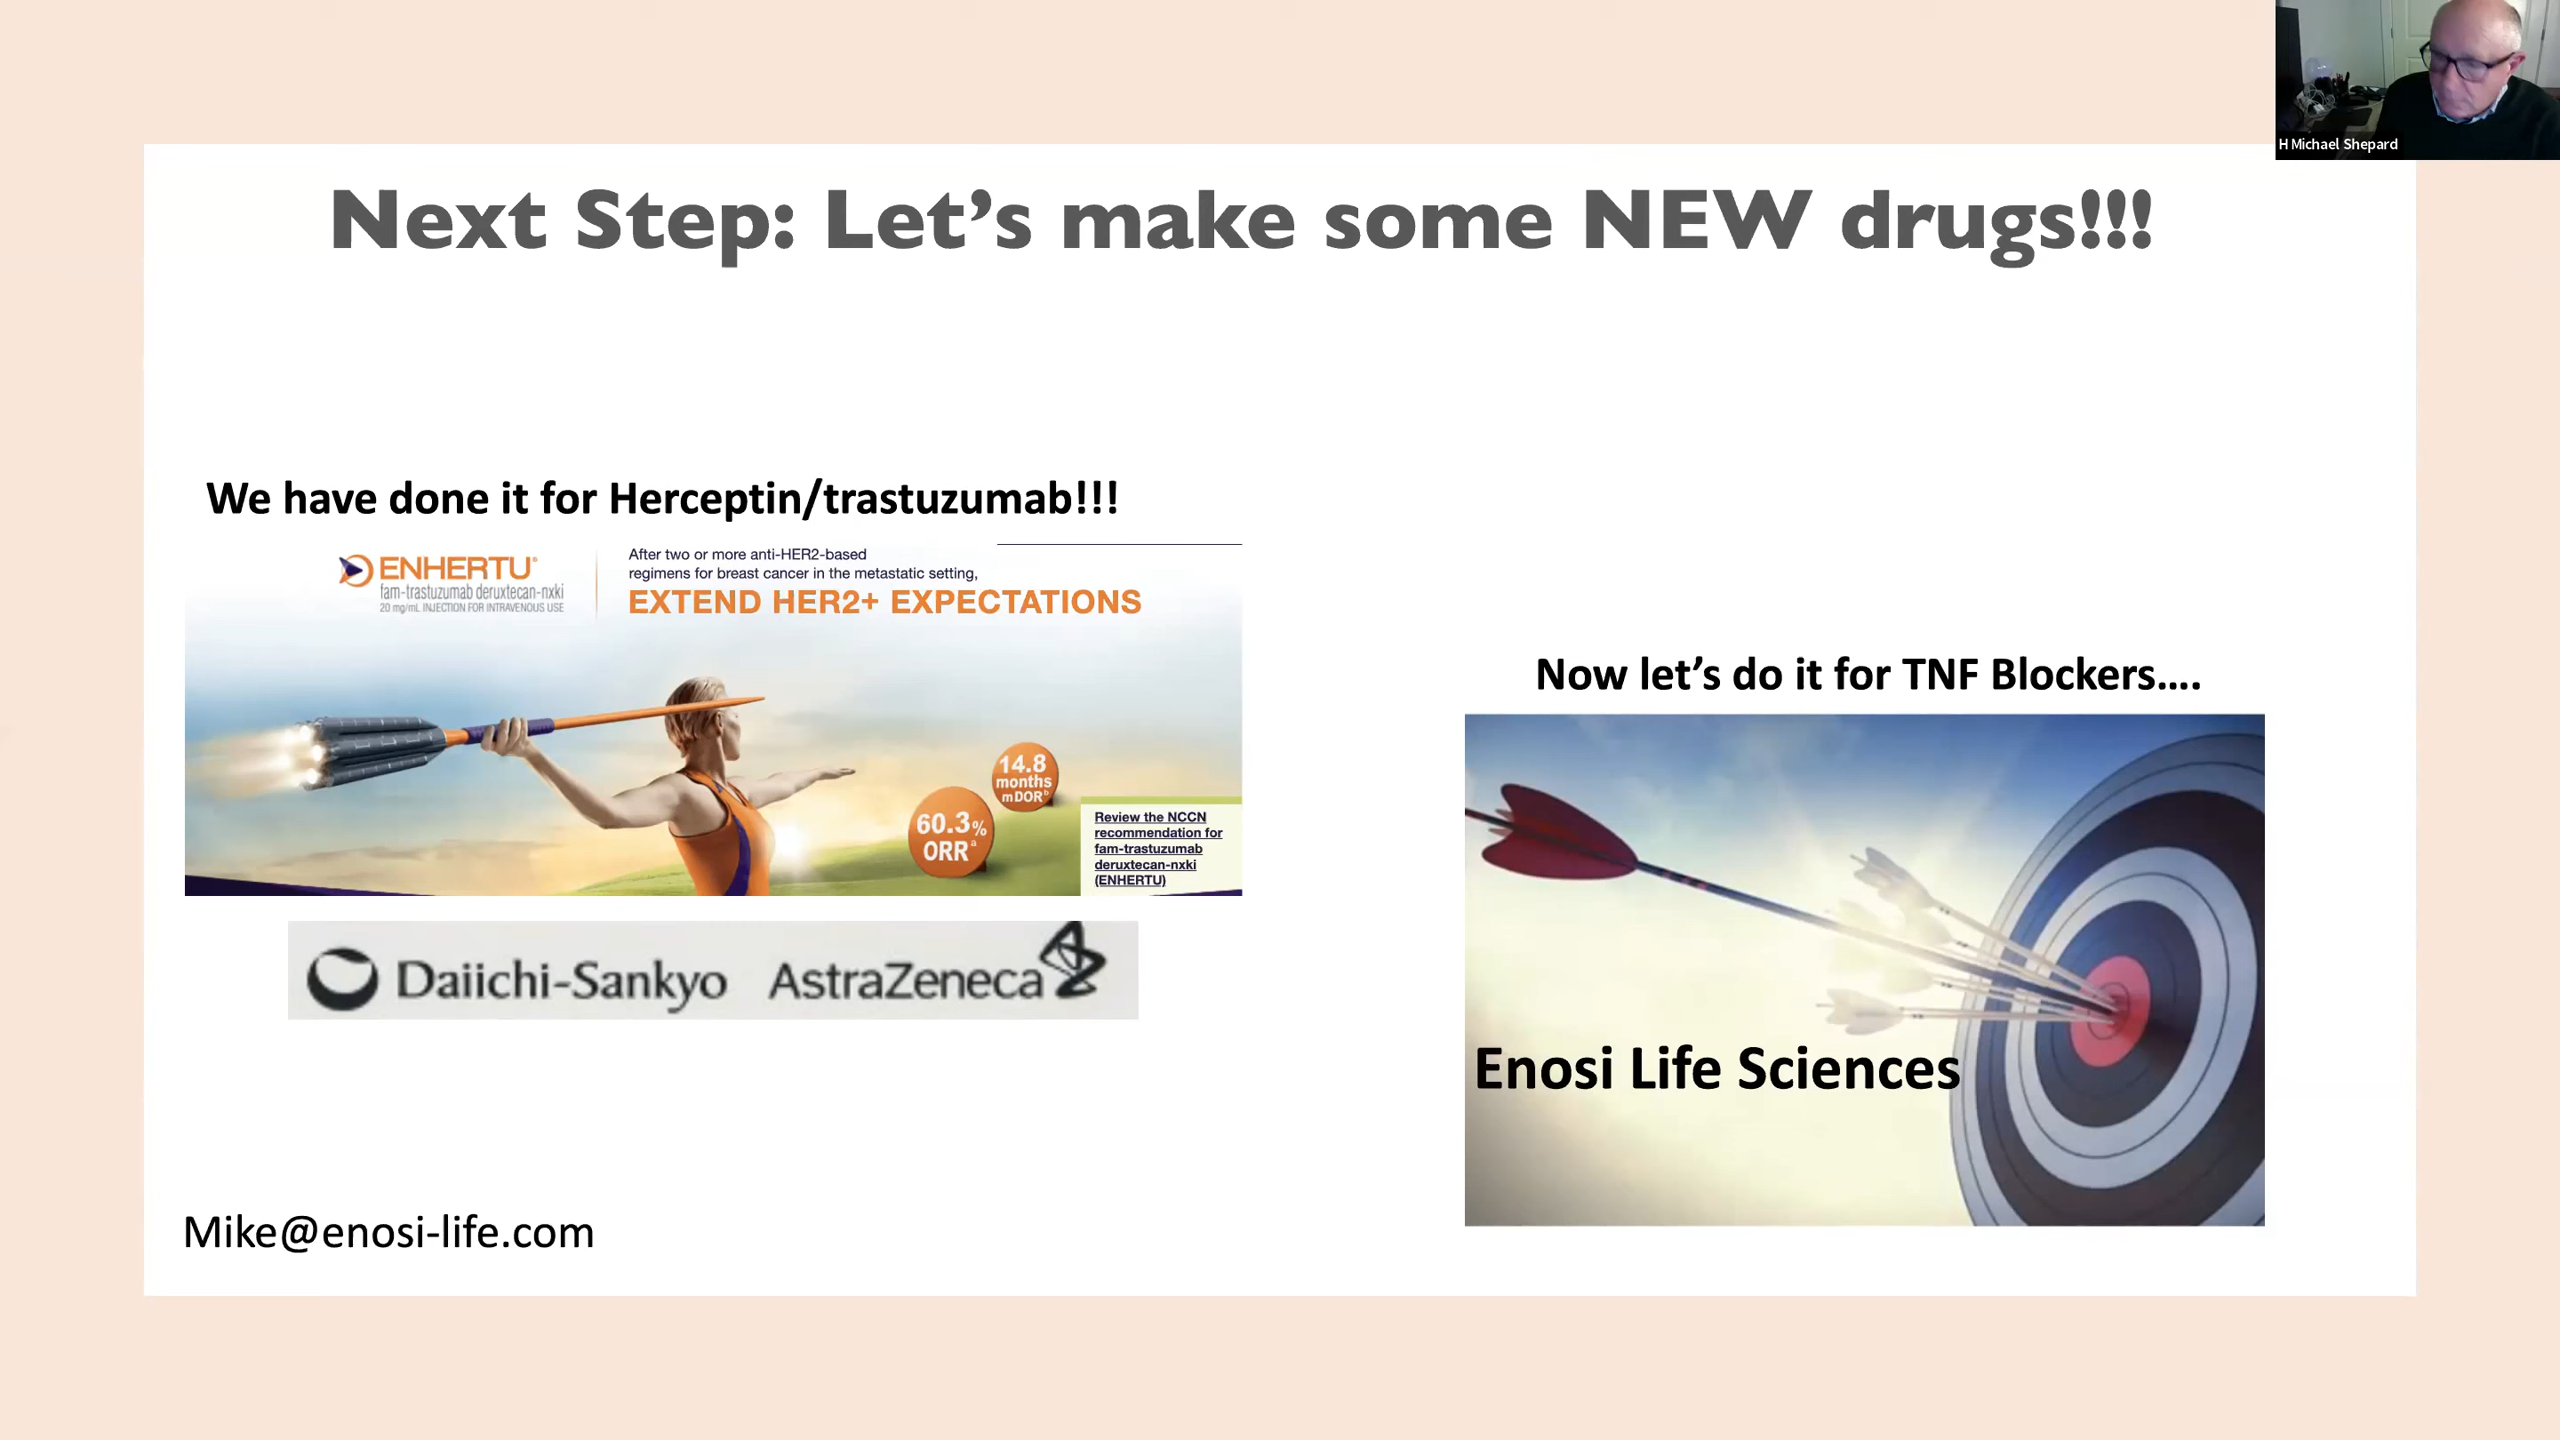 H Michael Shepard
Next Step: Let's make some NEW drugs!!!
We have done it for Herceptin/trastuzumab!!!
ENHERTU®
fam-trastuzumab deruxtecan-nxki
20 mg/mL INJECTION FOR INTRAVENOUS USE
After two or more anti-HER2-based
regimens for breast cancer in the metastatic setting,
EXTEND HER2+ EXPECTATIONS
14.8
months
mDORᵇ
60.3%
ORRᵃ
Review the NCCN
recommendation for
fam-trastuzumab
deruxtecan-nxki
(ENHERTU)
Daiichi-Sankyo AstraZeneca
Now let's do it for TNF Blockers....
Enosi Life Sciences
Mike@enosi-life.com